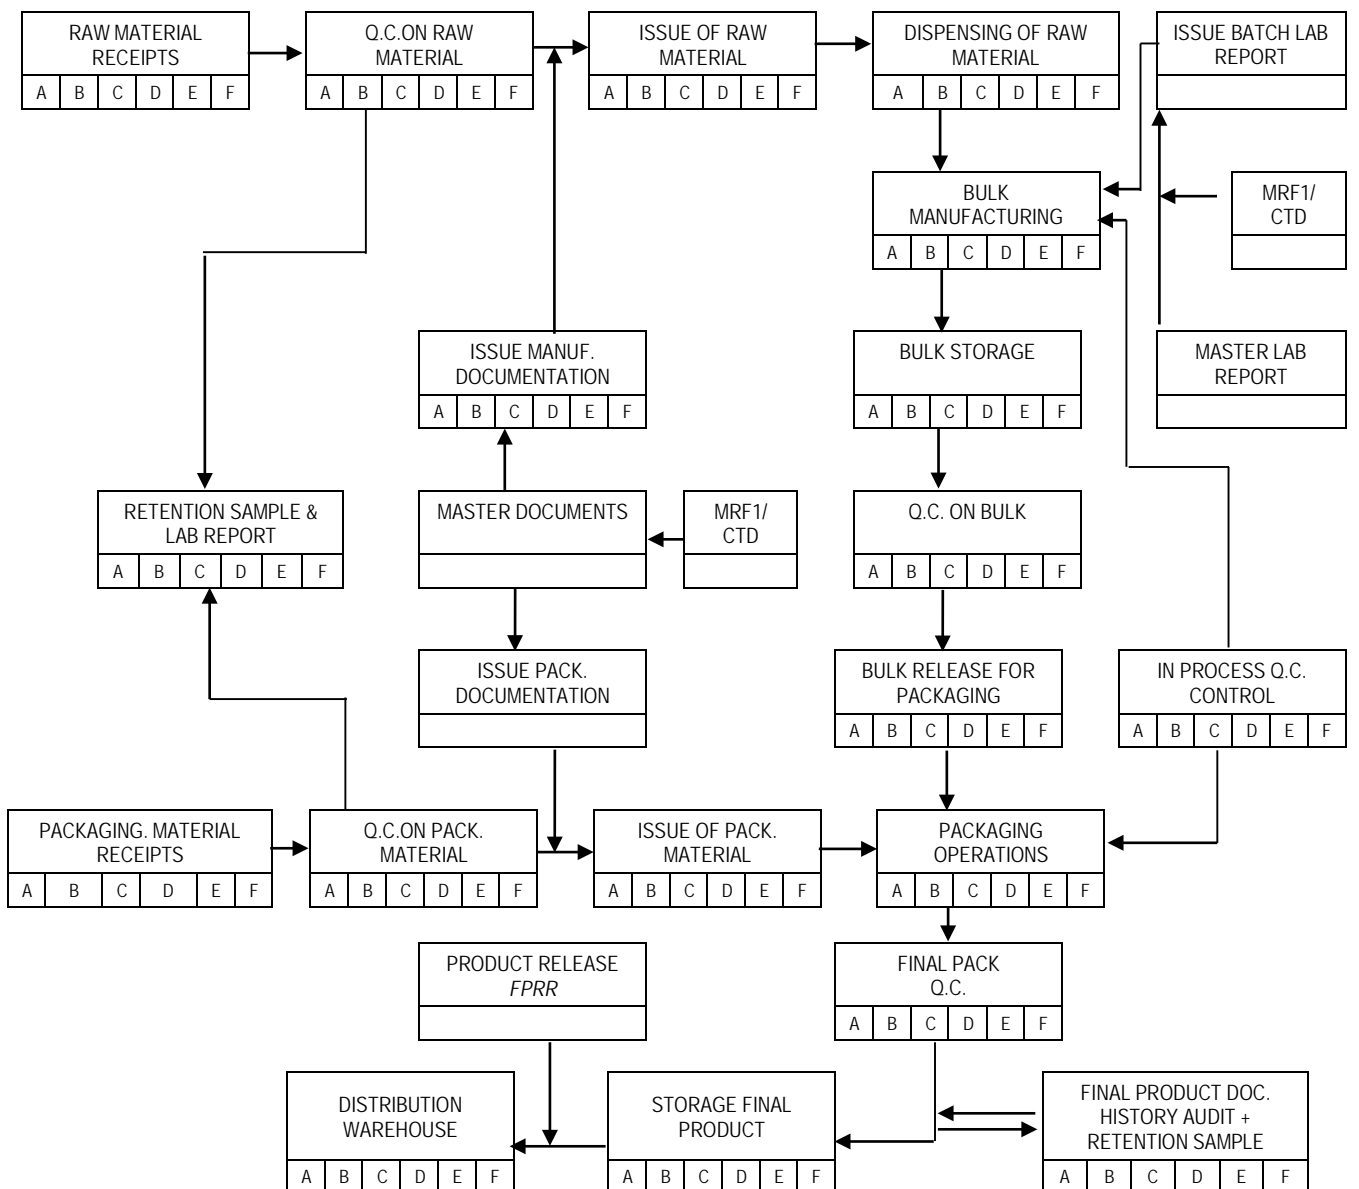 RAW MATERIAL
RECEIPTS
A B C D E F
Q.C.ON RAW
MATERIAL
A B C D E F
ISSUE OF RAW
MATERIAL
A B C D E F
DISPENSING OF RAW
MATERIAL
A B C D E F
ISSUE BATCH LAB
REPORT
BULK
MANUFACTURING
A B C D E F
MRF1/
CTD
ISSUE MANUF.
DOCUMENTATION
A B C D E F
BULK STORAGE
A B C D E F
MASTER LAB
REPORT
RETENTION SAMPLE &
LAB REPORT
A B C D E F
MASTER DOCUMENTS
MRF1/
CTD
Q.C. ON BULK
A B C D E F
ISSUE PACK.
DOCUMENTATION
BULK RELEASE FOR
PACKAGING
A B C D E F
IN PROCESS Q.C.
CONTROL
A B C D E F
PACKAGING. MATERIAL
RECEIPTS
A B C D E F
Q.C.ON PACK.
MATERIAL
A B C D E F
ISSUE OF PACK.
MATERIAL
A B C D E F
PACKAGING
OPERATIONS
A B C D E F
PRODUCT RELEASE
FPRR
FINAL PACK
Q.C.
A B C D E F
DISTRIBUTION
WAREHOUSE
A B C D E F
STORAGE FINAL
PRODUCT
A B C D E F
FINAL PRODUCT DOC.
HISTORY AUDIT +
RETENTION SAMPLE
A B C D E F